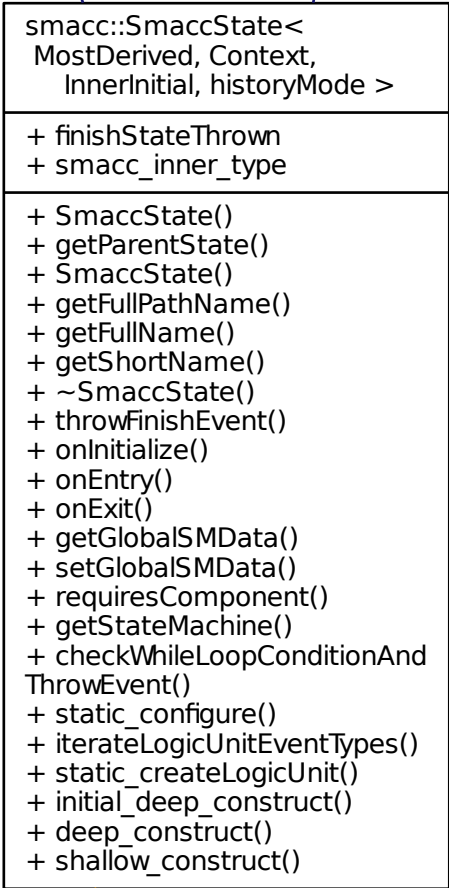 smacc::SmaccState<
MostDerived, Context,
InnerInitial, historyMode >
+ finishStateThrown
+ smacc_inner_type
+ SmaccState()
+ getParentState()
+ SmaccState()
+ getFullPathName()
+ getFullName()
+ getShortName()
+ ~SmaccState()
+ throwFinishEvent()
+ onInitialize()
+ onEntry()
+ onExit()
+ getGlobalSMData()
+ setGlobalSMData()
+ requiresComponent()
+ getStateMachine()
+ checkWhileLoopConditionAnd
ThrowEvent()
+ static_configure()
+ iterateLogicUnitEventTypes()
+ static_createLogicUnit()
+ initial_deep_construct()
+ deep_construct()
+ shallow_construct()